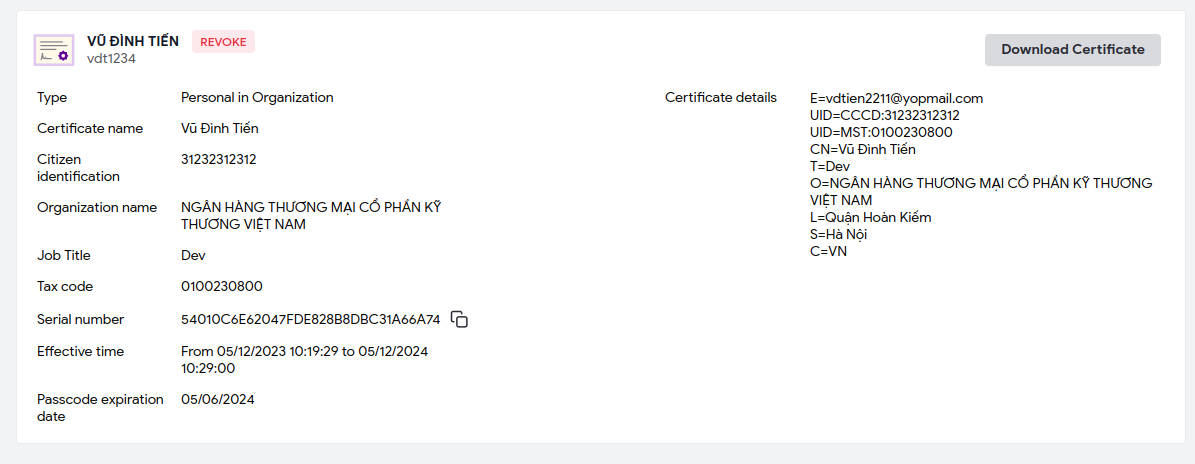 VŨ ĐÌNH TIẾN
REVOKE
vdt1234
Download Certificate
Type
Personal in Organization
Certificate name
Vũ Đình Tiến
Citizen
identification
31232312312
Organization name
NGÂN HÀNG THƯƠNG MẠI CỔ PHẦN KỸ
THƯƠNG VIỆT NAM
Job Title
Dev
Tax code
0100230800
Serial number
54010C6E62047FDE828B8DBC31A66A74
Effective time
From 05/12/2023 10:19:29 to 05/12/2024
10:29:00
Passcode expiration
date
05/06/2024
Certificate details
E=vdtien2211@yopmail.com
UID=CCCD:31232312312
UID=MST:0100230800
CN=Vũ Đình Tiến
T=Dev
O=NGÂN HÀNG THƯƠNG MẠI CỔ PHẦN KỸ THƯƠNG
VIỆT NAM
L=Quận Hoàn Kiếm
S=Hà Nội
C=VN